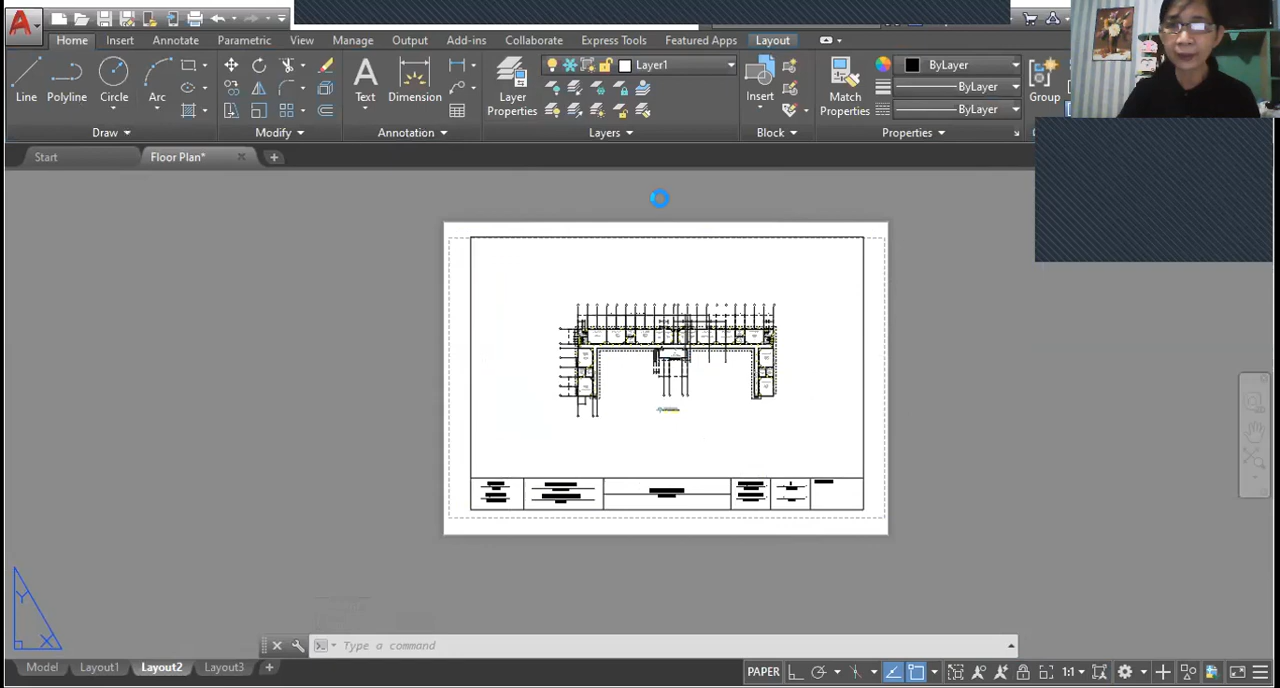 Home Insert Annotate Parametric View Manage Output Add-ins Collaborate Express Tools Featured Apps Layout
Layer1
ByLayer
ByLayer
ByLayer
Line Polyline Circle Arc Text Dimension Layer Properties Insert Match Properties Group
Draw Modify Annotation Layers Block Properties
Start Floor Plan*
Y
X
Type a command
Model Layout1 Layout2 Layout3 PAPER 1:1